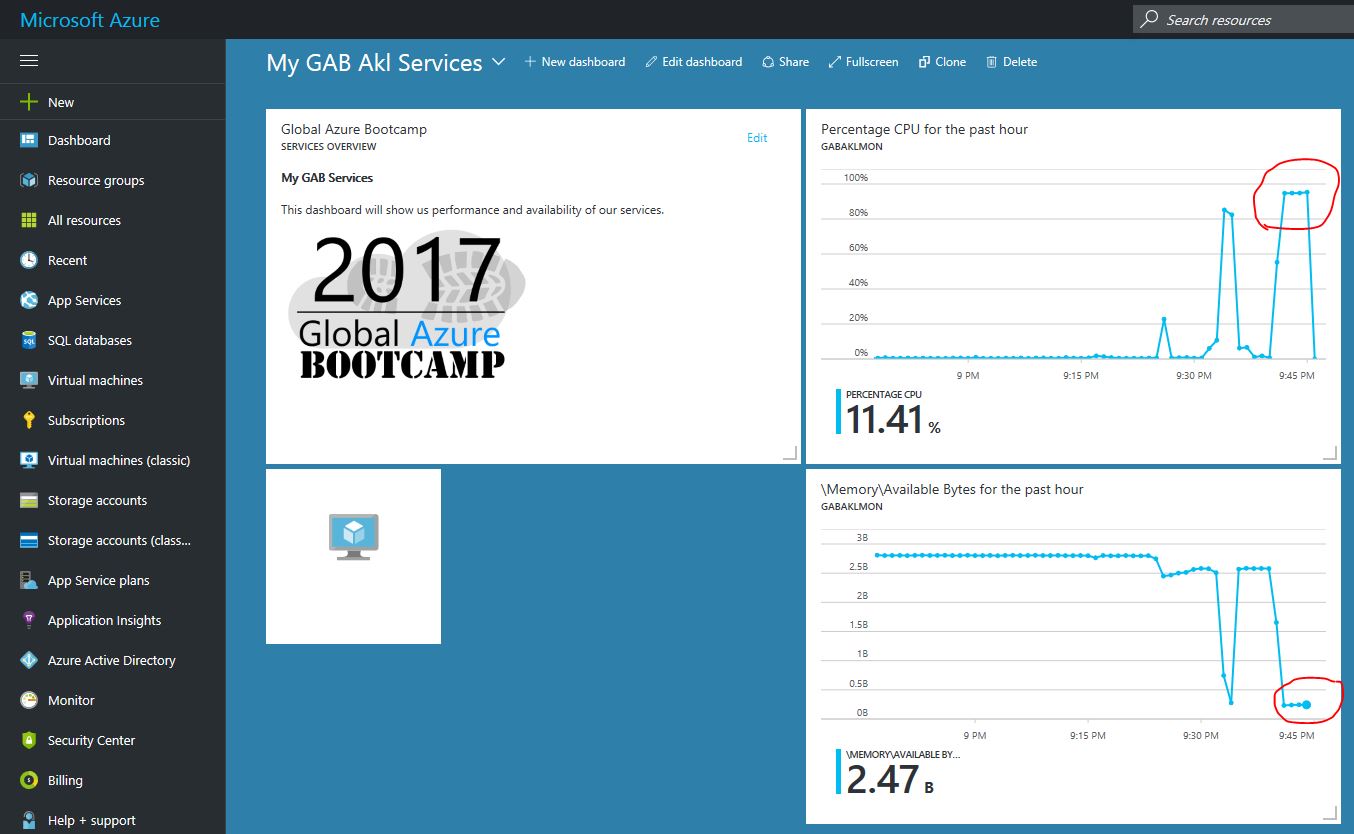 Microsoft Azure
Search resources
My GAB Akl Services
New dashboard
Edit dashboard
Share
Fullscreen
Clone
Delete
New
Dashboard
Resource groups
All resources
Recent
App Services
SQL databases
Virtual machines
Subscriptions
Virtual machines (classic)
Storage accounts
Storage accounts (class...
App Service plans
Application Insights
Azure Active Directory
Monitor
Security Center
Billing
Help + support
Global Azure Bootcamp
SERVICES OVERVIEW
Edit
My GAB Services
This dashboard will show us performance and availability of our services.
2017
Global Azure
BOOTCAMP
Percentage CPU for the past hour
GABAKLMON
100%
80%
60%
40%
20%
0%
9 PM
9:15 PM
9:30 PM
9:45 PM
PERCENTAGE CPU
11.41 %
\Memory\Available Bytes for the past hour
GABAKLMON
3B
2.5B
2B
1.5B
1B
0.5B
0B
9 PM
9:15 PM
9:30 PM
9:45 PM
\MEMORY\AVAILABLE BY...
2.47 B